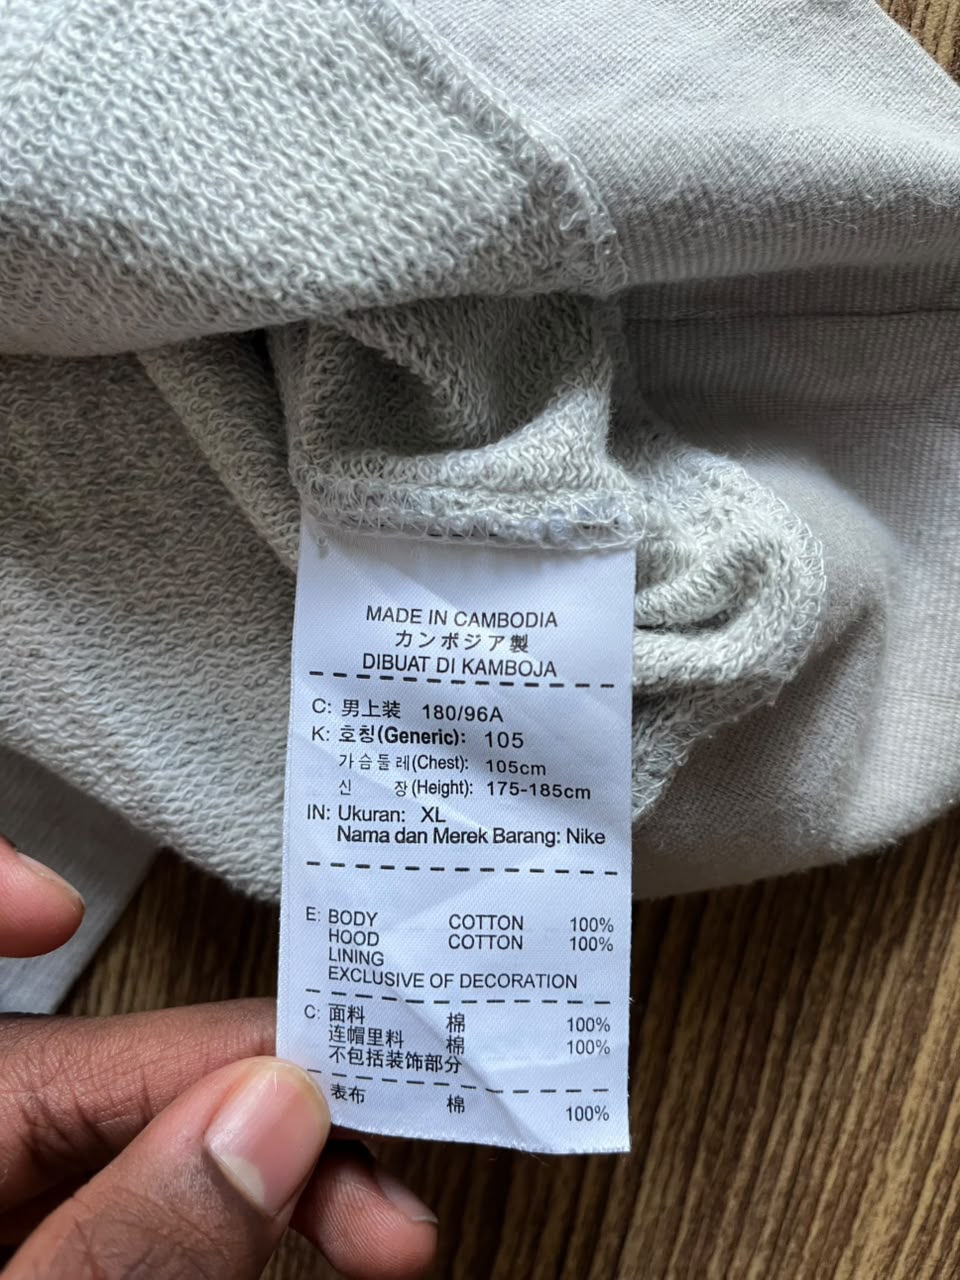 MADE IN CAMBODIA
カンボジア製
DIBUAT DI KAMBOJA
C: 男上装 180/96A
K: 호칭(Generic): 105
가슴둘레(Chest): 105cm
신 장(Height): 175-185cm
IN: Ukuran: XL
Nama dan Merek Barang: Nike
E: BODY COTTON 100%
HOOD COTTON 100%
LINING
EXCLUSIVE OF DECORATION
C: 面料 棉 100%
连帽里料 棉 100%
不包括装饰部分
表布 棉 100%